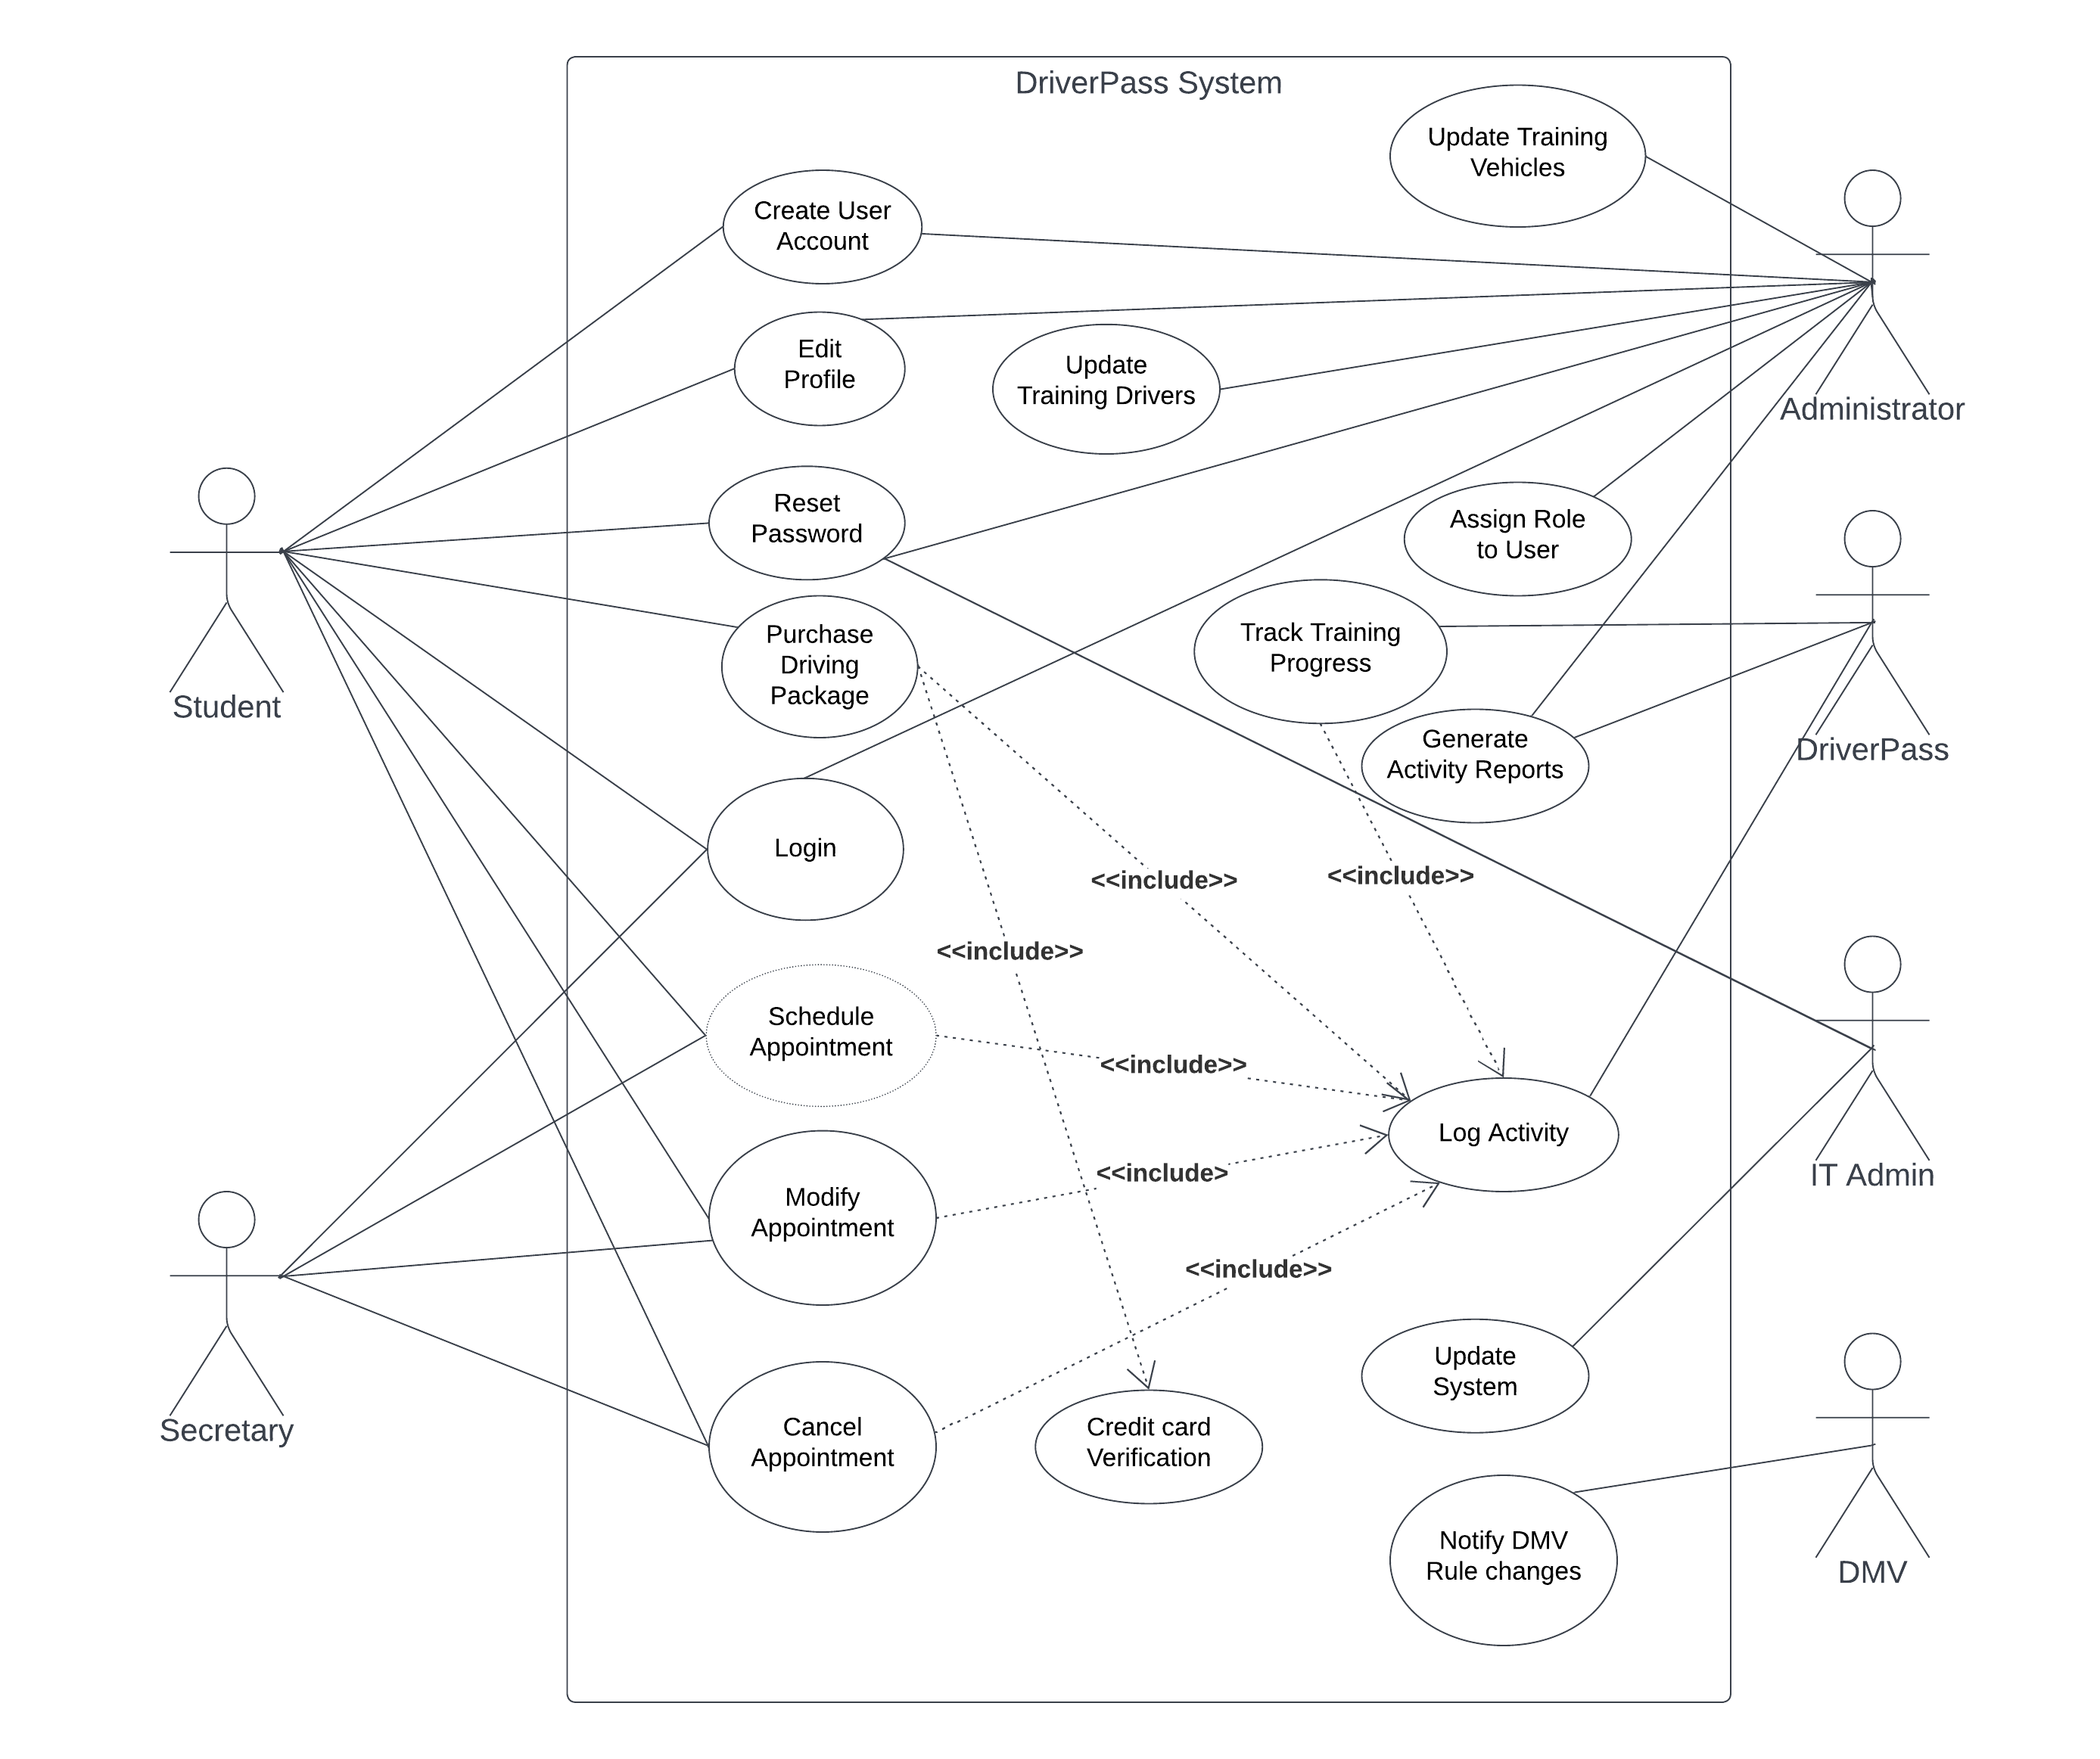 DriverPass System
Update Training
Vehicles
Create User
Account
Edit
Profile
Update
Training Drivers
Administrator
Reset
Password
Assign Role
to User
Purchase
Driving
Package
Track Training
Progress
Student
Generate
Activity Reports
DriverPass
Login
<<include>>
<<include>>
<<include>>
Schedule
Appointment
<<include>>
Log Activity
<<include>
Modify
Appointment
IT Admin
<<include>>
Update
System
Secretary
Cancel
Appointment
Credit card
Verification
Notify DMV
Rule changes
DMV